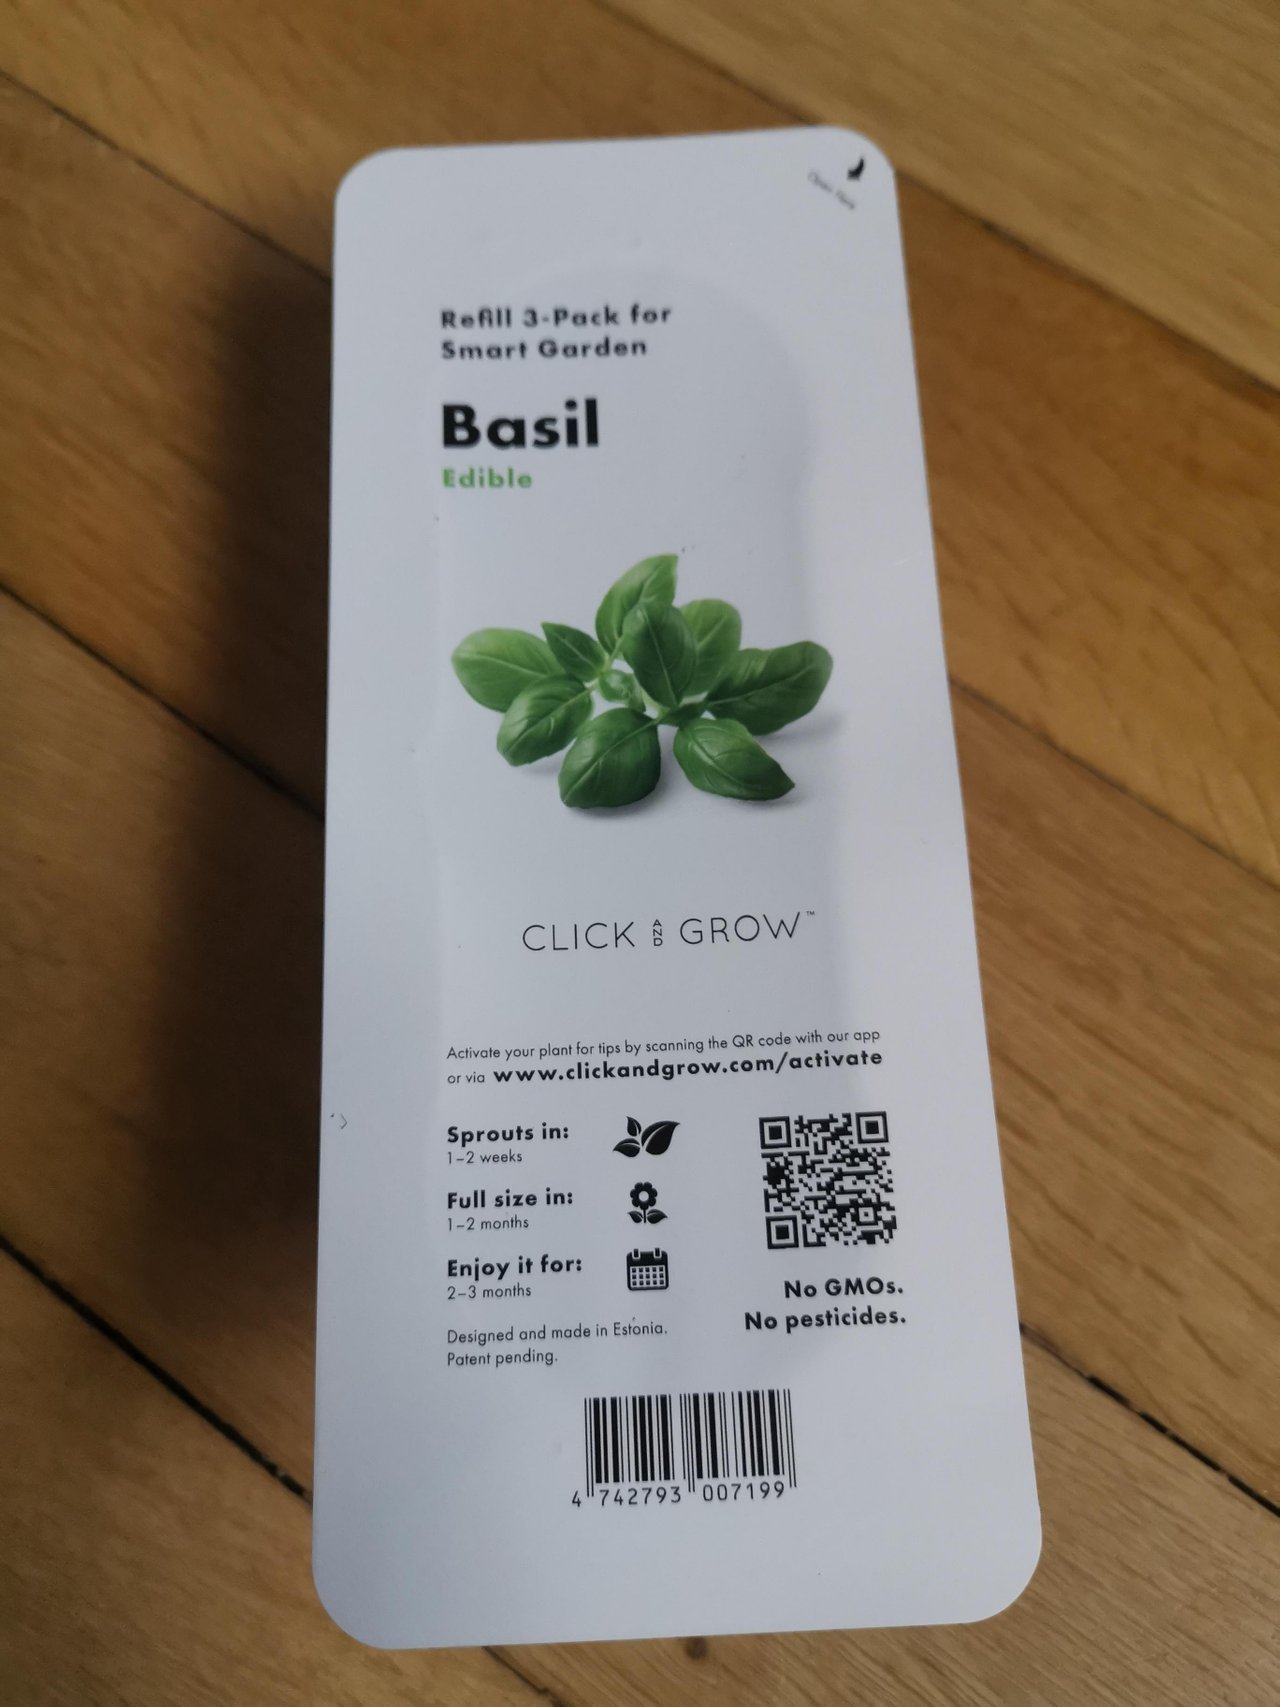 Open Here
Refill 3-Pack for
Smart Garden
Basil
Edible
CLICK AND GROW™
Activate your plant for tips by scanning the QR code with our app
or via www.clickandgrow.com/activate
Sprouts in:
1–2 weeks
Full size in:
1–2 months
Enjoy it for:
2–3 months
No GMOs.
No pesticides.
Designed and made in Estonia.
Patent pending.
4 742793 007199